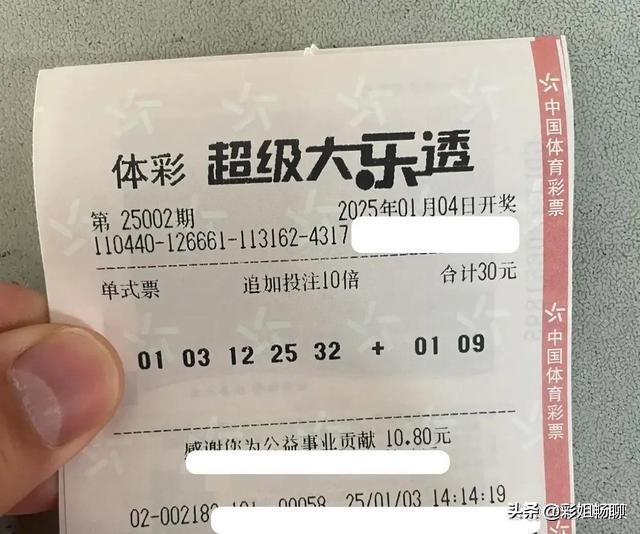 体彩 超级大乐透
第 25002期 2025年01月04日开奖
110440-126661-113162-4317
单式票 追加投注10倍 合计30元
01 03 12 25 32 + 01 09
感谢您为公益事业贡献 10.80元
02-002182 101 00058 25/01/03 14:14:19
中国体育彩票
中国体育彩票
头条 @彩姐畅聊